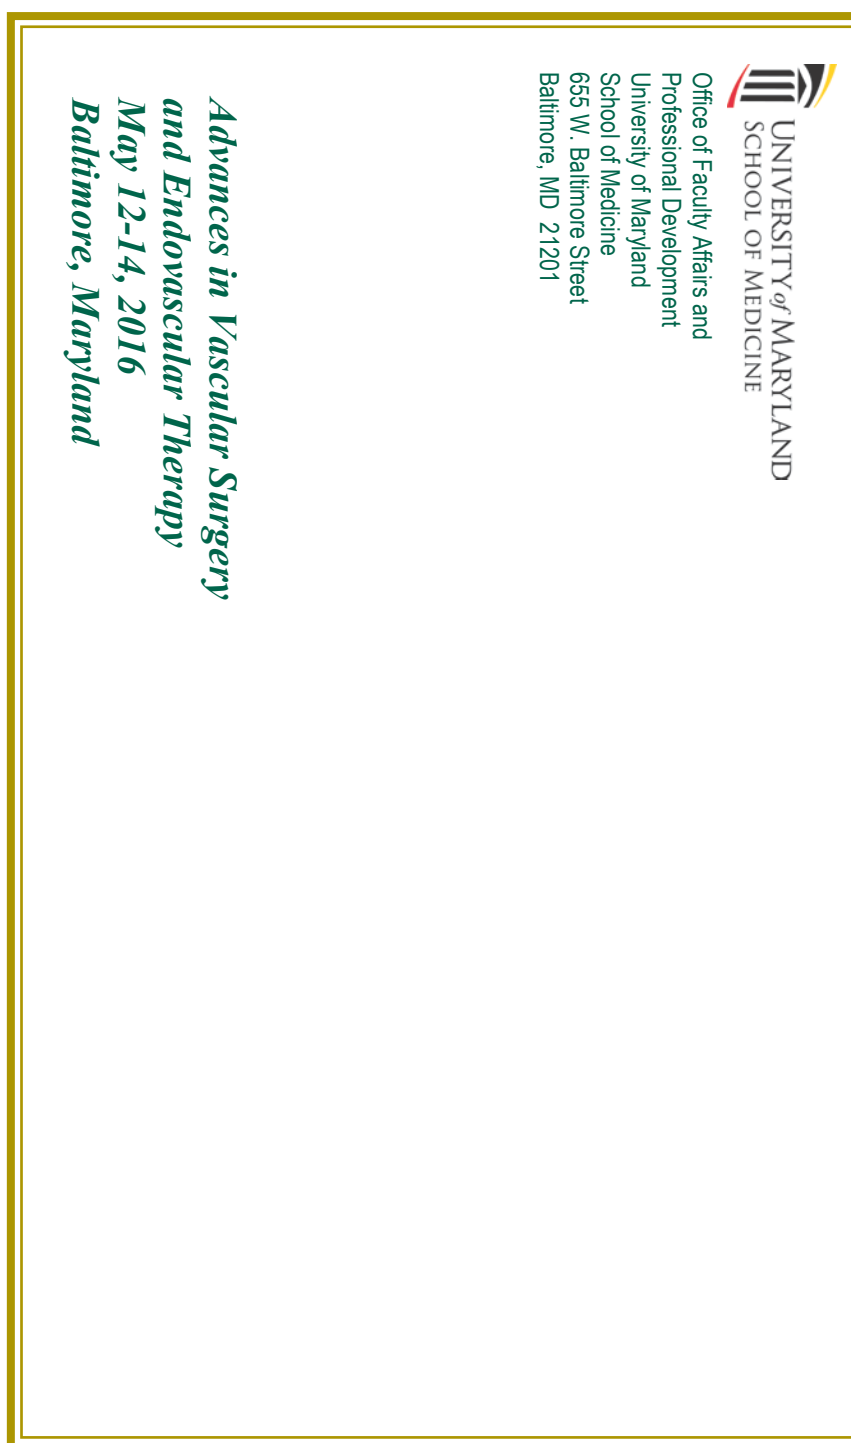 UNIVERSITY of MARYLAND
SCHOOL OF MEDICINE
Office of Faculty Affairs and
Professional Development
University of Maryland
School of Medicine
655 W. Baltimore Street
Baltimore, MD 21201
Advances in Vascular Surgery
and Endovascular Therapy
May 12-14, 2016
Baltimore, Maryland